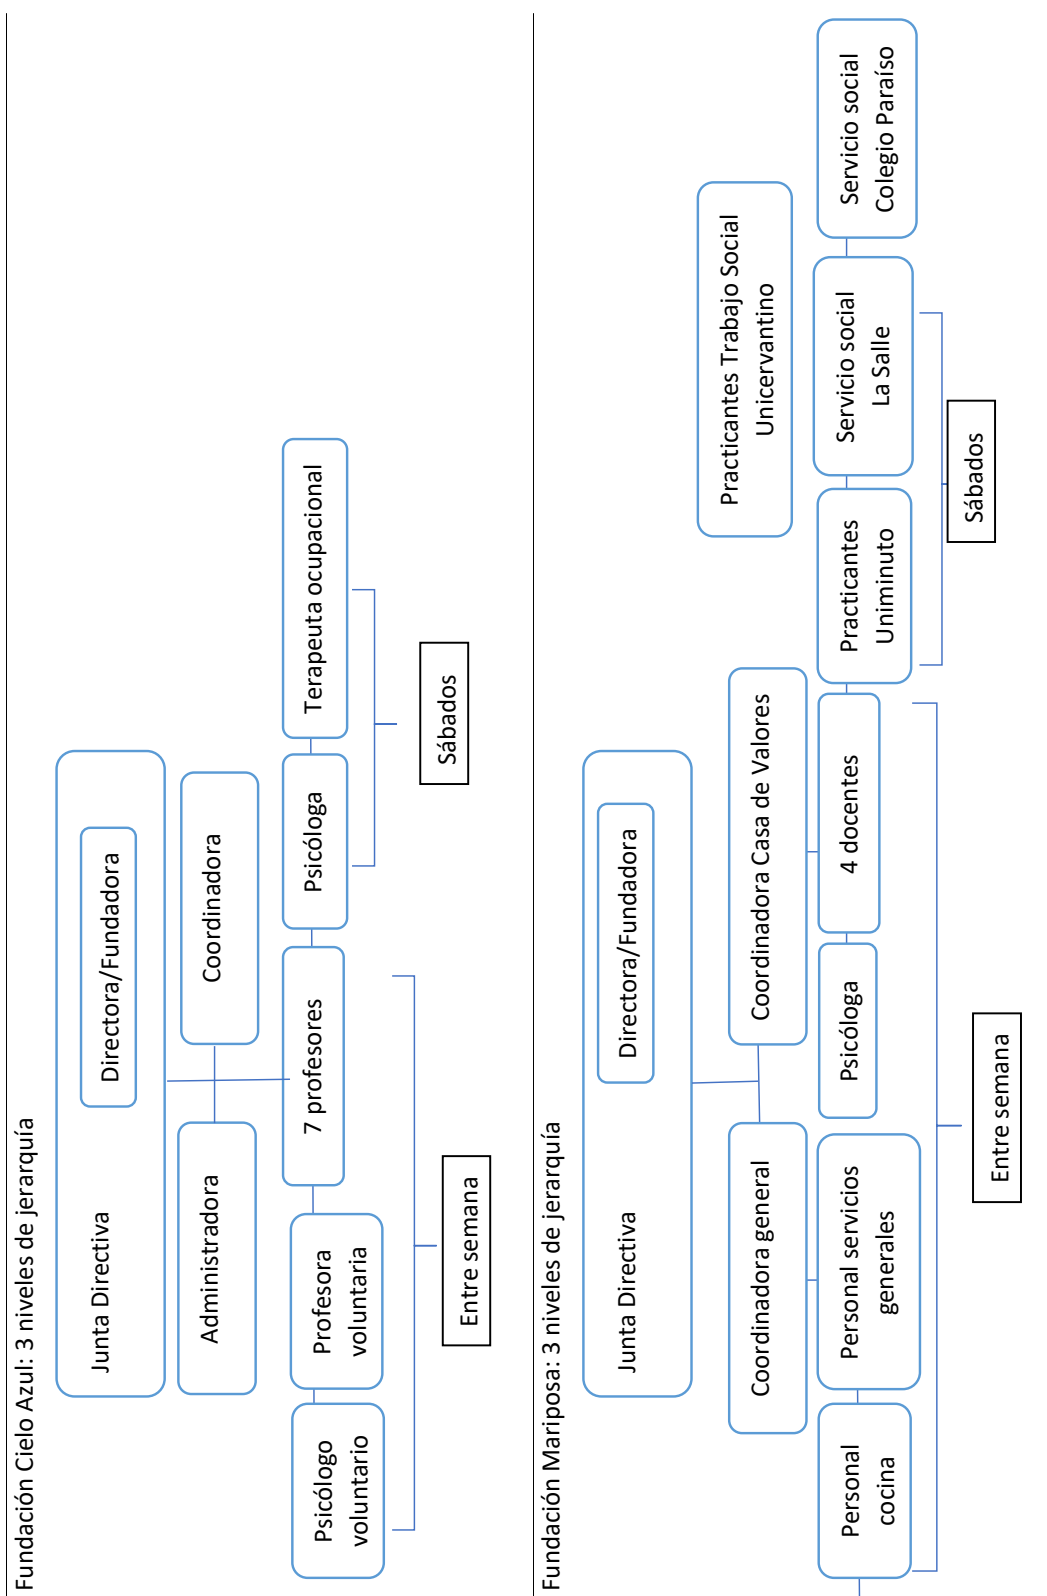 Fundación Cielo Azul: 3 niveles de jerarquía
Junta Directiva
Directora/Fundadora
Administradora
Coordinadora
Psicólogo
voluntario
Profesora
voluntaria
7 profesores
Psicóloga
Terapeuta ocupacional
Entre semana
Sábados
Fundación Mariposa: 3 niveles de jerarquía
Junta Directiva
Directora/Fundadora
Practicantes Trabajo Social
Unicervantino
Coordinadora general
Coordinadora Casa de Valores
Personal
cocina
Personal servicios
generales
Psicóloga
4 docentes
Practicantes
Uniminuto
Servicio social
La Salle
Servicio social
Colegio Paraíso
Entre semana
Sábados